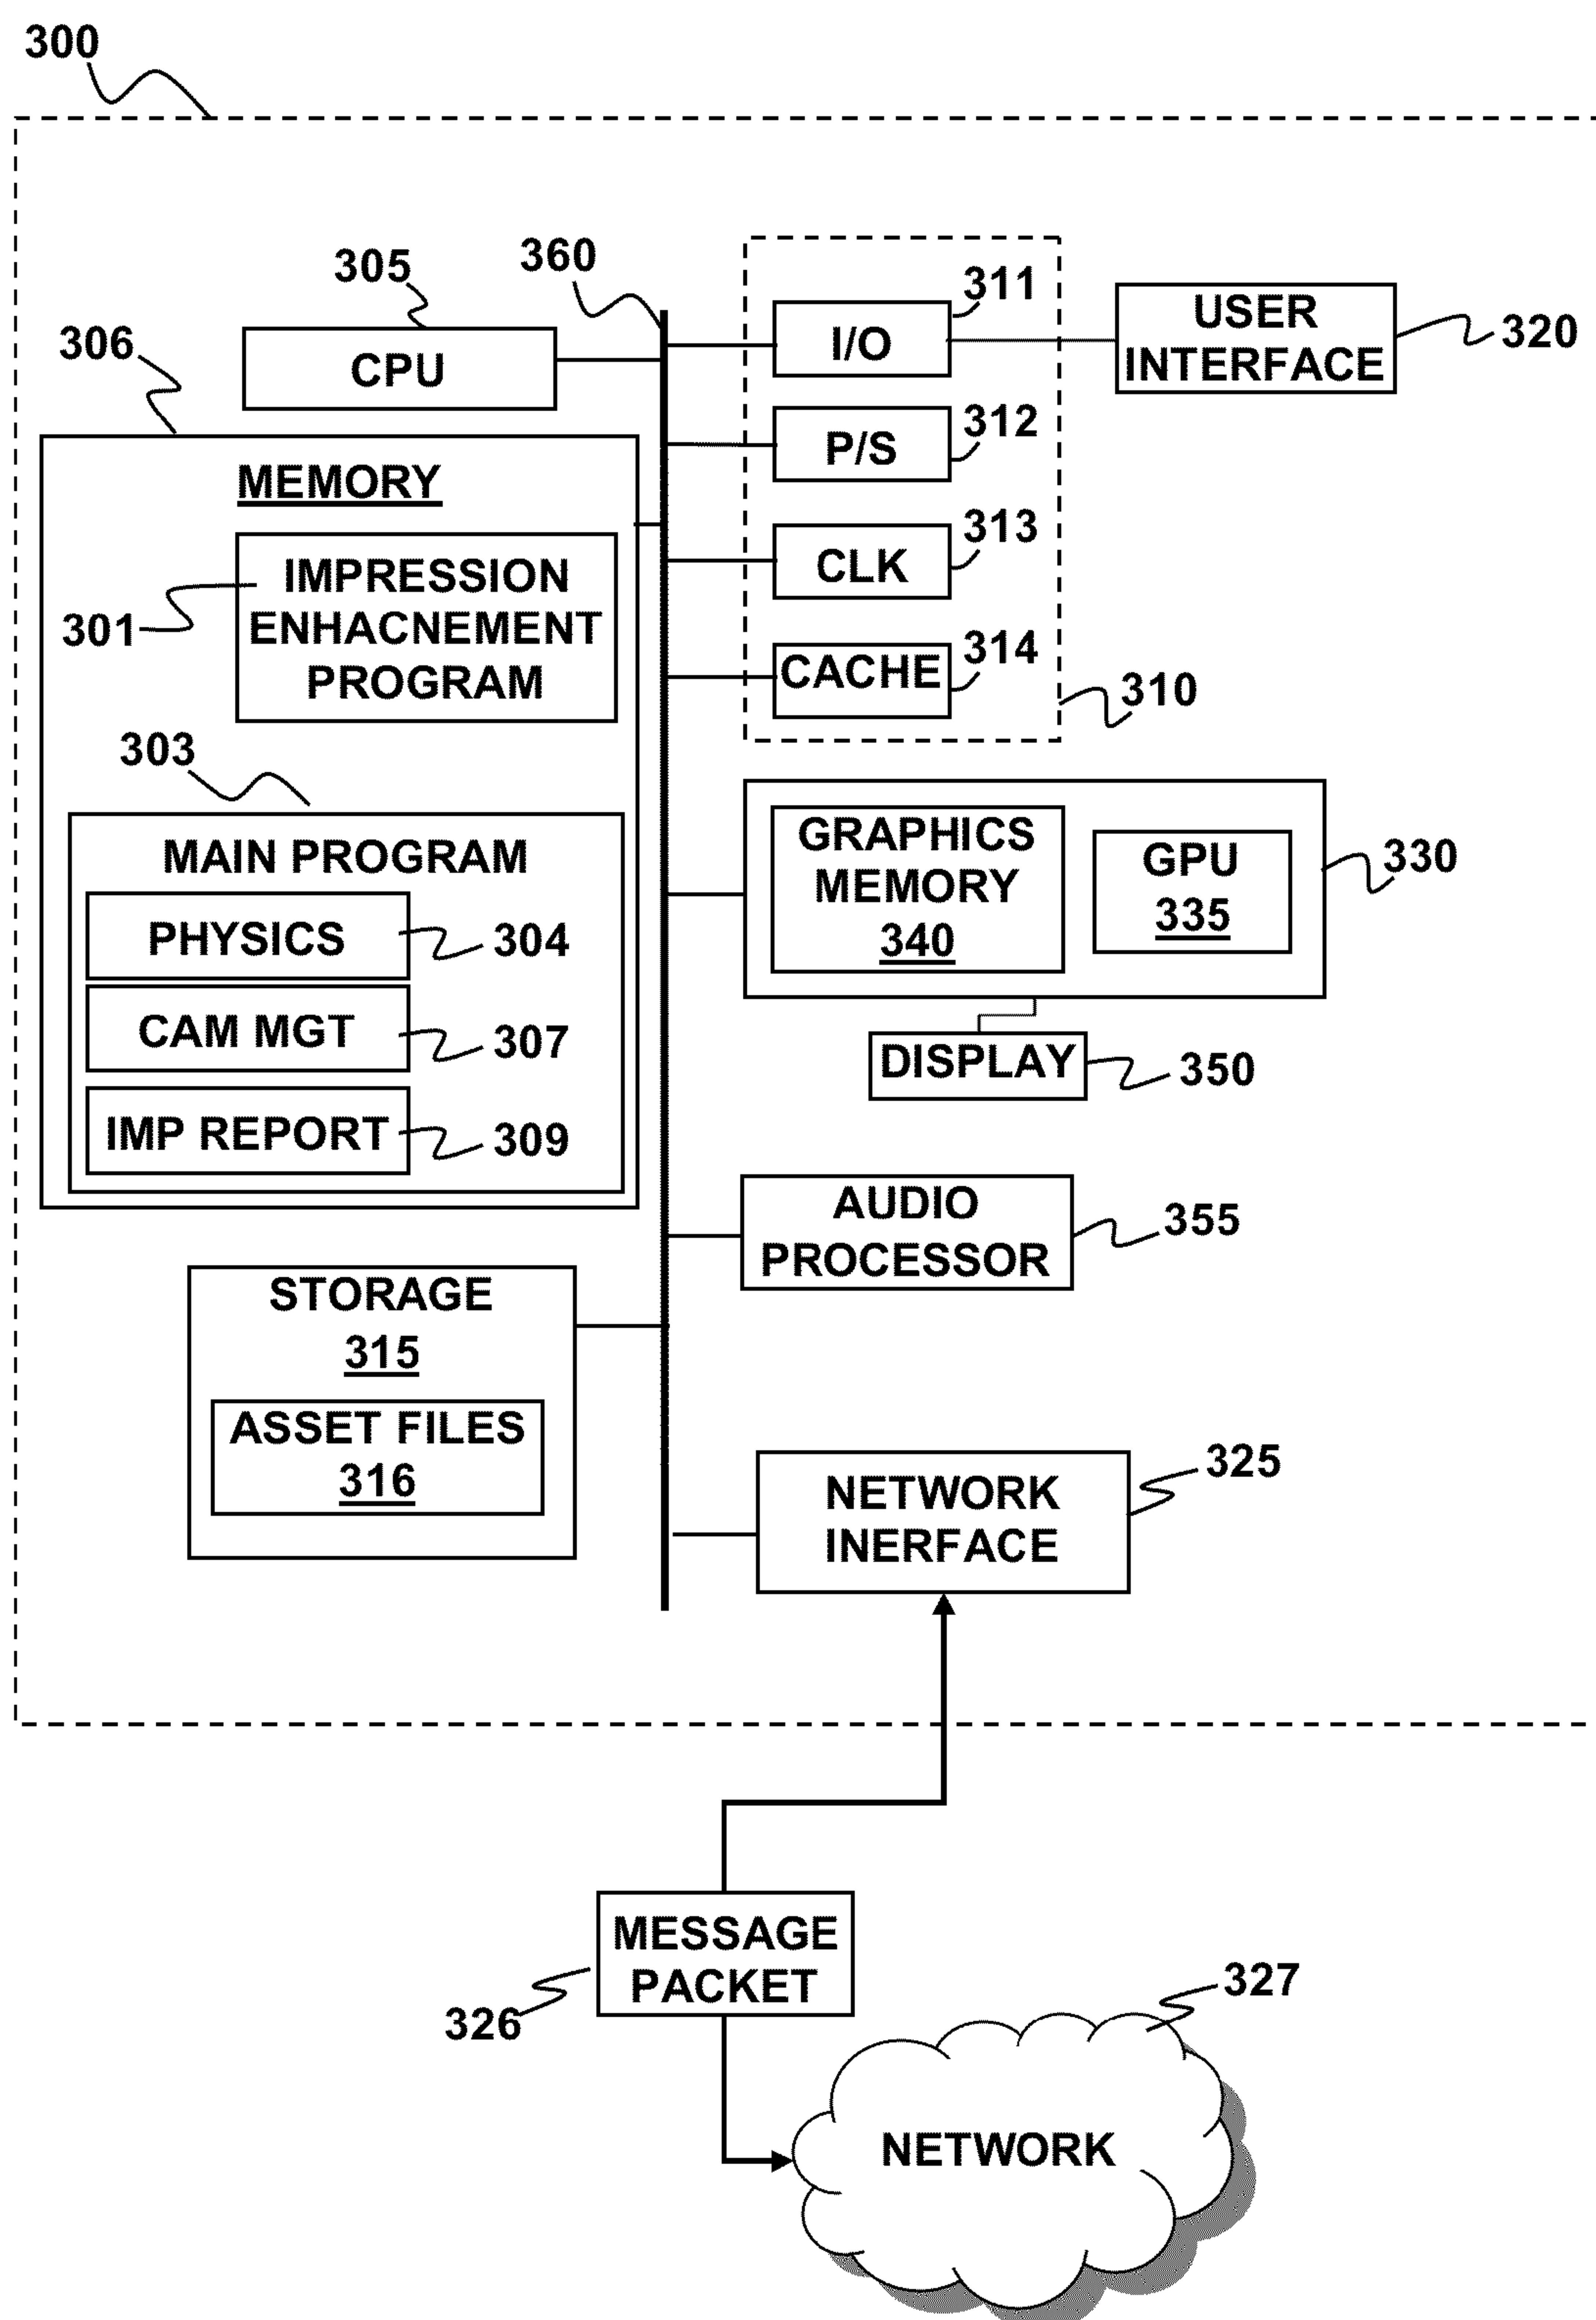 300
305
360
311
306
CPU
I/O
USER
INTERFACE
320
312
P/S
MEMORY
313
IMPRESSION
ENHACNEMENT
PROGRAM
301
CLK
314
CACHE
310
303
MAIN PROGRAM
PHYSICS
304
CAM MGT
307
IMP REPORT
309
GRAPHICS
MEMORY
340
GPU
335
330
DISPLAY
350
AUDIO
PROCESSOR
355
STORAGE
315
ASSET FILES
316
NETWORK
INERFACE
325
MESSAGE
PACKET
326
327
NETWORK